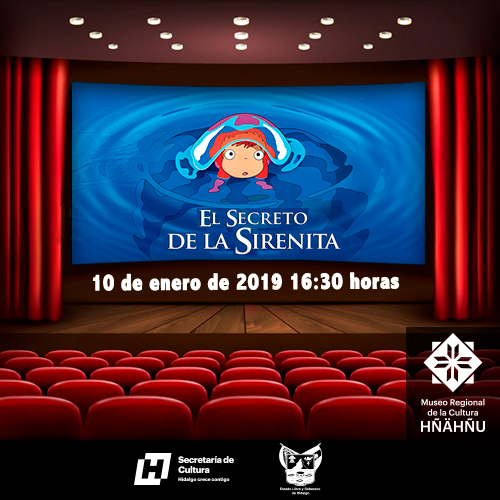 EL SECRETO
DE LA SIRENITA
10 de enero de 2019 16:30 horas
Museo Regional
de la Cultura
HÑÄHÑU
H
Secretaría de
Cultura
Hidalgo crece contigo
Estado Libre y Soberano
de Hidalgo